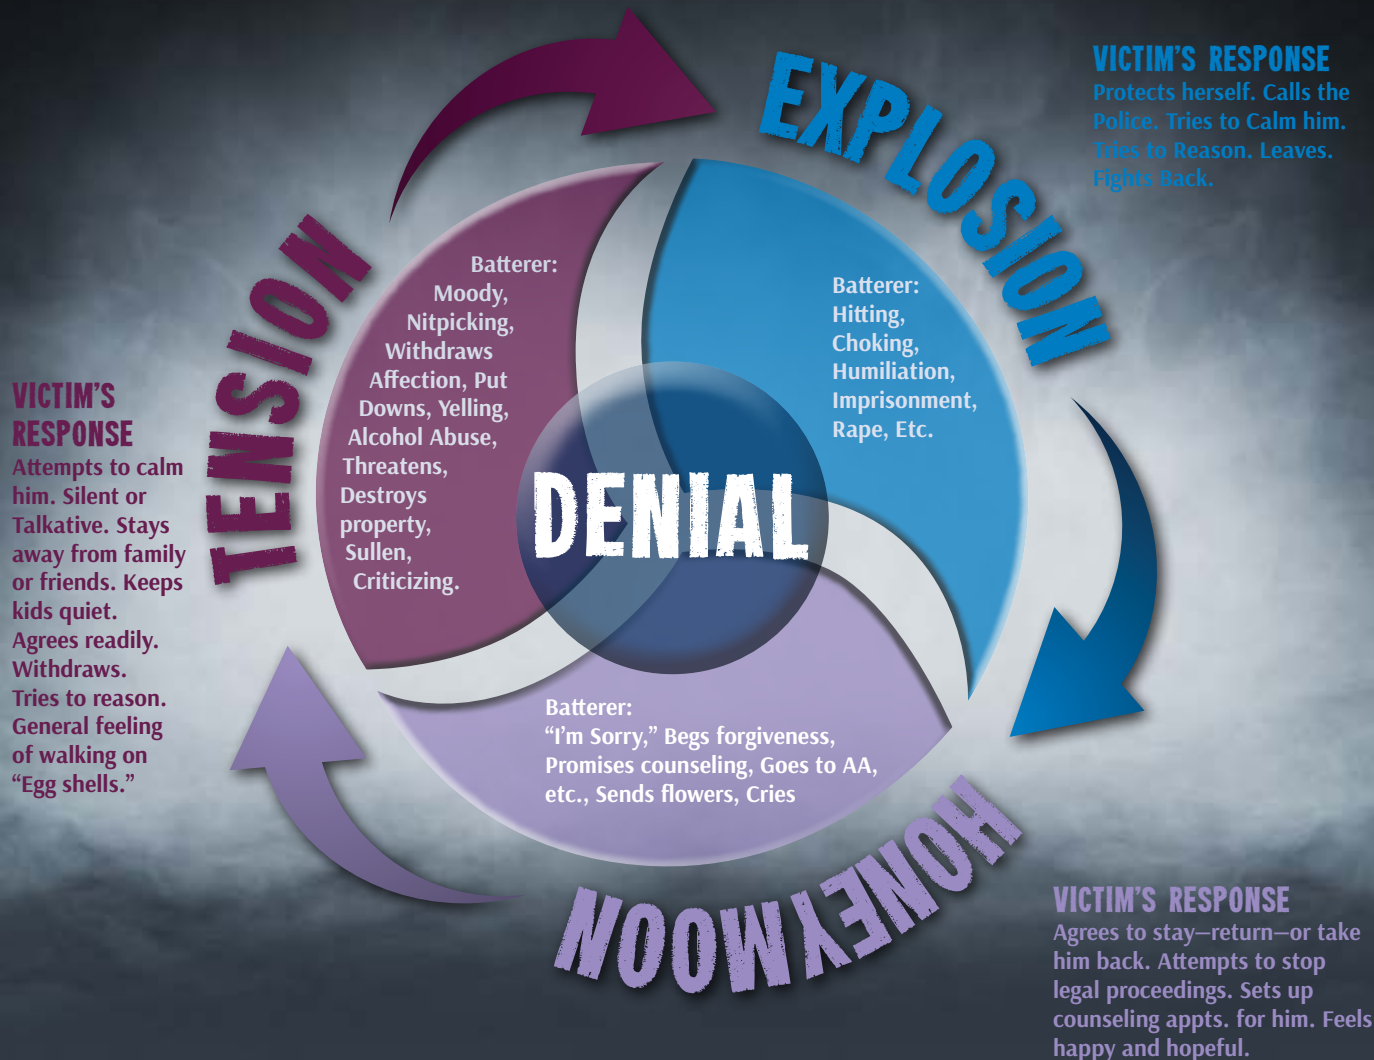 TENSION
VICTIM'S
RESPONSE
Attempts to calm
him. Silent or
Talkative. Stays
away from family
or friends. Keeps
kids quiet.
Agrees readily.
Withdraws.
Tries to reason.
General feeling
of walking on
“Egg shells.”
Batterer:
Moody,
Nitpicking,
Withdraws
Affection, Put
Downs, Yelling,
Alcohol Abuse,
Threatens,
Destroys
property,
Sullen,
Criticizing.
EXPLOSION
VICTIM'S RESPONSE
Protects herself. Calls the
Police. Tries to Calm him.
Tries to Reason. Leaves.
Fights Back.
Batterer:
Hitting,
Choking,
Humiliation,
Imprisonment,
Rape, Etc.
DENIAL
HONEYMOON
Batterer:
“I’m Sorry,” Begs forgiveness,
Promises counseling, Goes to AA,
etc., Sends flowers, Cries
VICTIM'S RESPONSE
Agrees to stay—return—or take
him back. Attempts to stop
legal proceedings. Sets up
counseling appts. for him. Feels
happy and hopeful.